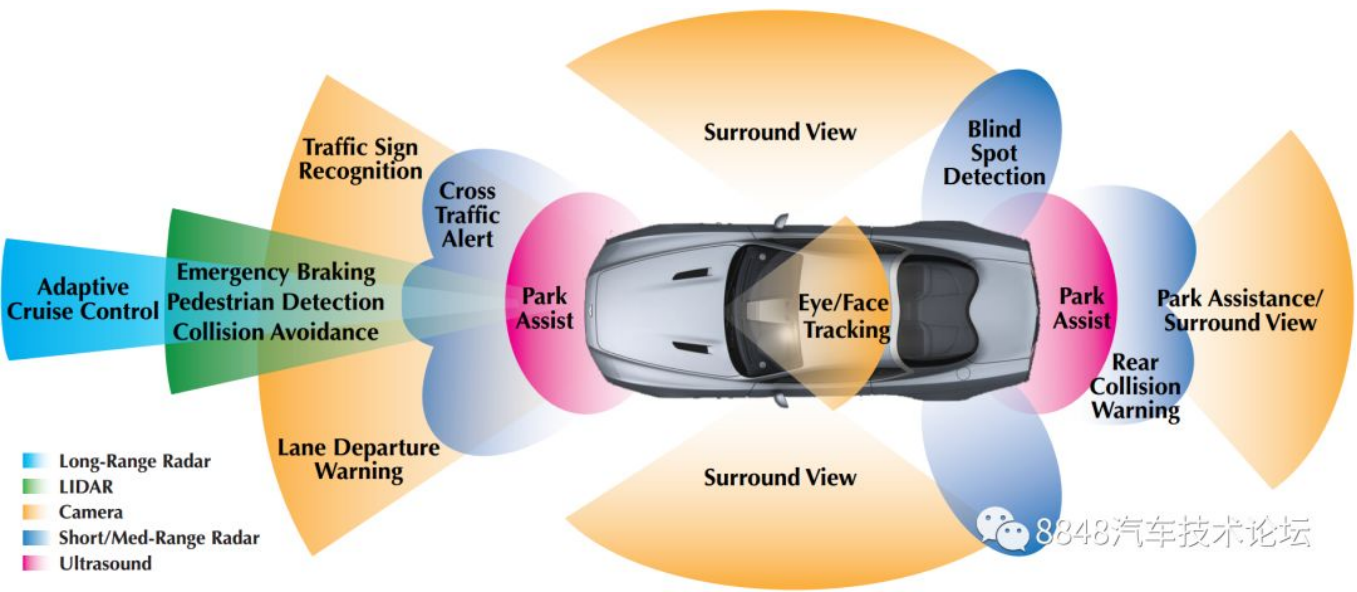 Surround View
Blind
Spot
Detection
Traffic Sign
Recognition
Cross
Traffic
Alert
Adaptive
Cruise Control
Emergency Braking
Pedestrian Detection
Collision Avoidance
Park
Assist
Eye/Face
Tracking
Park
Assist
Park Assistance/
Surround View
Rear
Collision
Warning
Lane Departure
Warning
Surround View
Long-Range Radar
LIDAR
Camera
Short/Med-Range Radar
Ultrasound
8848汽车技术论坛